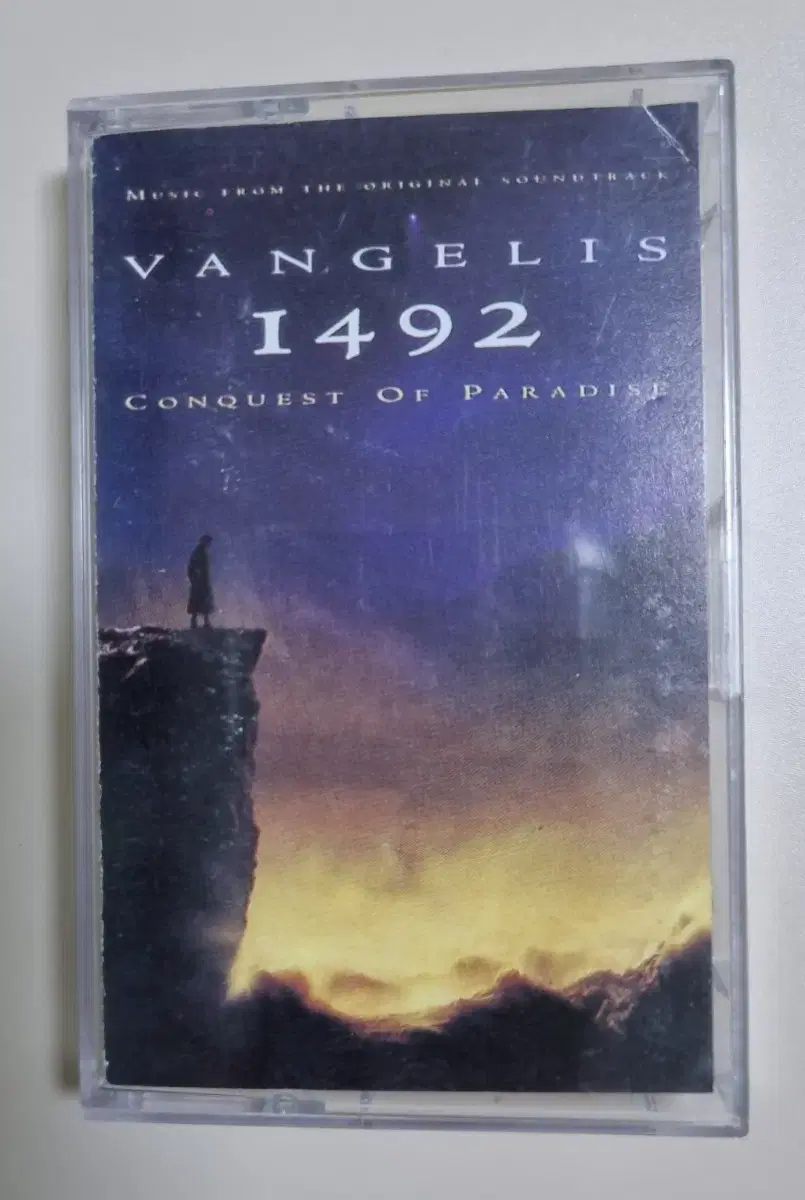 MUSIC FROM THE ORIGINAL SOUNDTRACK
VANGELIS
1492
CONQUEST OF PARADISE